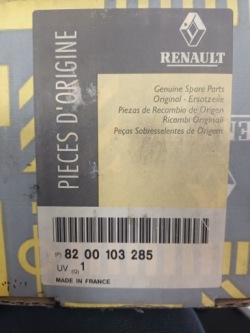 RENAULT
PIECES D'ORIGINE
Genuine Spare Parts
Original - Ersatzteile
Piezas de Recambio de Origen
Ricambi Originali
Peças Sobresselentes de Origem
(P) 82 00 103 285
UV (Q) 1
MADE IN FRANCE